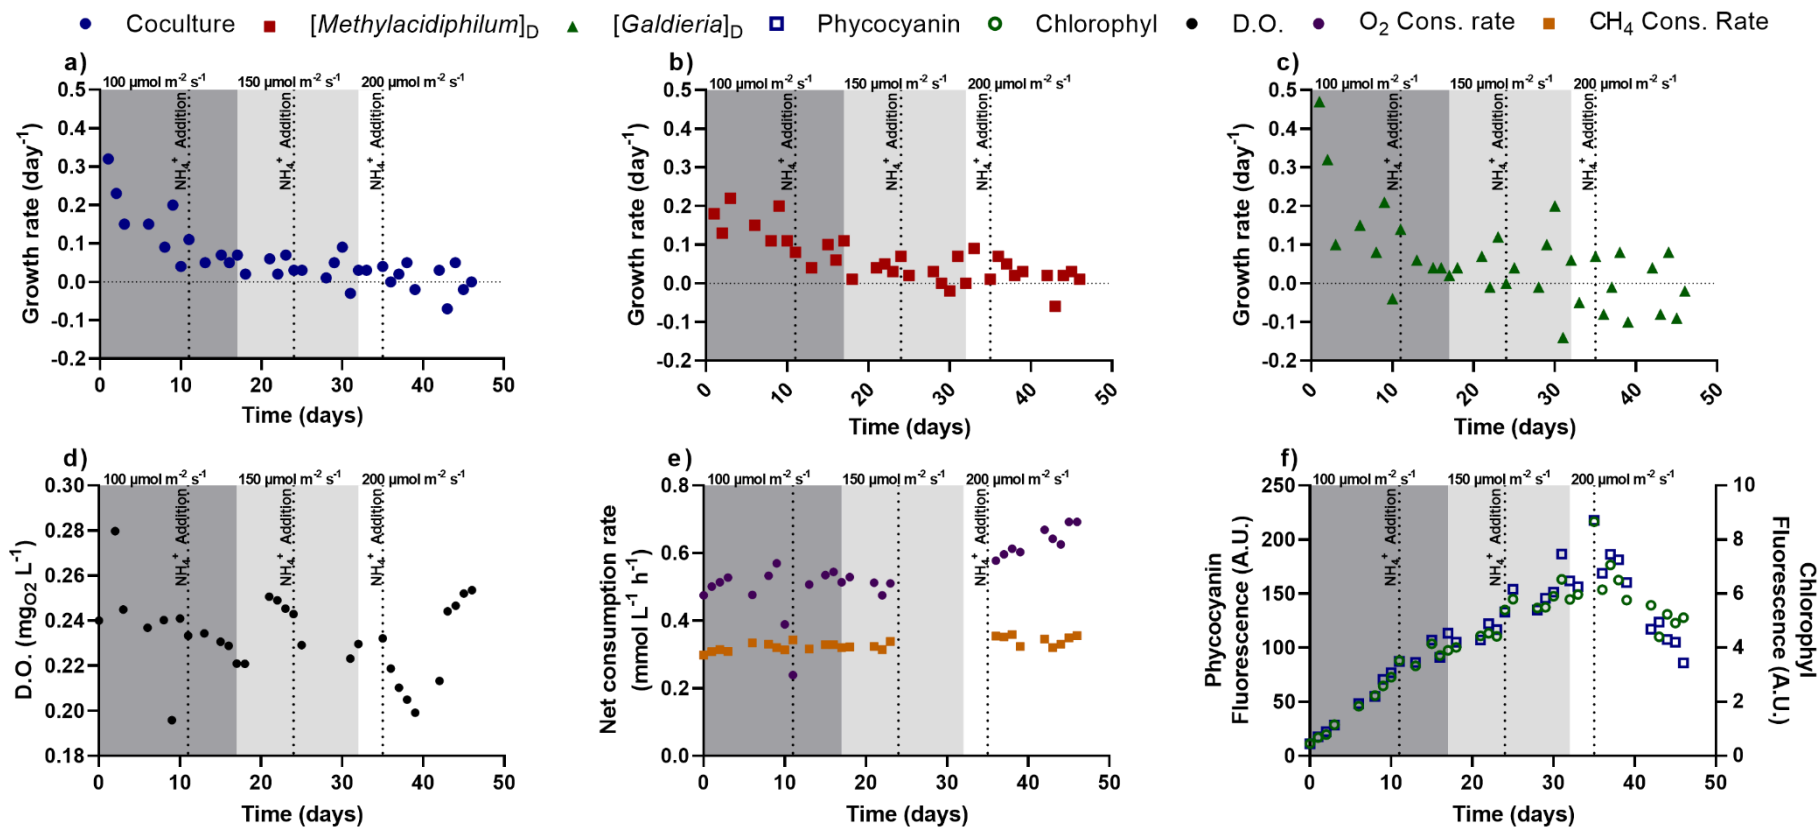 Coculture [Methylacidiphilum]D [Galdieria]D Phycocyanin Chlorophyl D.O. O2 Cons. rate CH4 Cons. Rate
a)
100 µmol m-2 s-1 150 µmol m-2 s-1 200 µmol m-2 s-1
NH4+ Addition NH4+ Addition NH4+ Addition
Growth rate (day-1)
0.5
0.4
0.3
0.2
0.1
0.0
-0.1
-0.2
0 10 20 30 40 50
Time (days)
b)
100 µmol m-2 s-1 150 µmol m-2 s-1 200 µmol m-2 s-1
NH4+ Addition NH4+ Addition NH4+ Addition
Growth rate (day-1)
0.5
0.4
0.3
0.2
0.1
0.0
-0.1
-0.2
0 10 20 30 40 50
Time (days)
c)
100 µmol m-2 s-1 150 µmol m-2 s-1 200 µmol m-2 s-1
NH4+ Addition NH4+ Addition NH4+ Addition
Growth rate (day-1)
0.5
0.4
0.3
0.2
0.1
0.0
-0.1
-0.2
0 10 20 30 40 50
Time (days)
d)
100 µmol m-2 s-1 150 µmol m-2 s-1 200 µmol m-2 s-1
NH4+ Addition NH4+ Addition NH4+ Addition
D.O. (mgO2 L-1)
0.30
0.28
0.26
0.24
0.22
0.20
0.18
0 10 20 30 40 50
Time (days)
e)
100 µmol m-2 s-1 150 µmol m-2 s-1 200 µmol m-2 s-1
NH4+ Addition NH4+ Addition NH4+ Addition
Net consumption rate
(mmol L-1 h-1)
0.8
0.6
0.4
0.2
0.0
0 10 20 30 40 50
Time (days)
f)
100 µmol m-2 s-1 150 µmol m-2 s-1 200 µmol m-2 s-1
NH4+ Addition NH4+ Addition NH4+ Addition
Phycocyanin
Fluorescence (A.U.)
250
200
150
100
50
0
0 10 20 30 40 50
Time (days)
10
8
6
4
2
0
Chlorophyl
Fluorescence (A.U.)